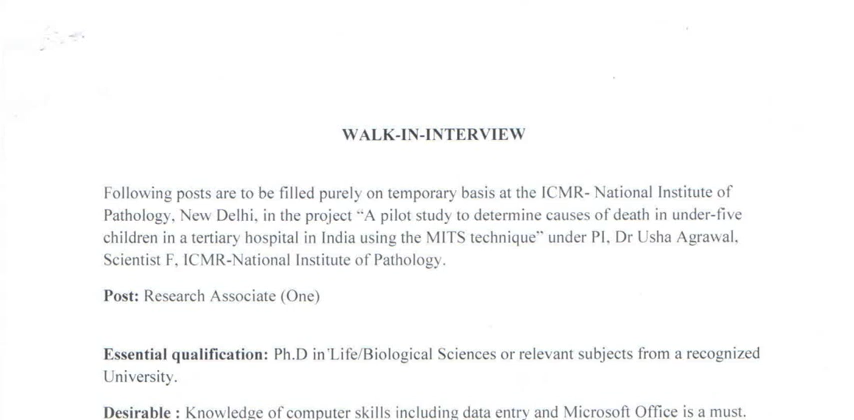 WALK-IN-INTERVIEW
Following posts are to be filled purely on temporary basis at the ICMR- National Institute of
Pathology, New Delhi, in the project “A pilot study to determine causes of death in under-five
children in a tertiary hospital in India using the MITS technique” under PI, Dr Usha Agrawal,
Scientist F, ICMR-National Institute of Pathology.
Post: Research Associate (One)
Essential qualification: Ph.D in Life/Biological Sciences or relevant subjects from a recognized
University.
Desirable : Knowledge of computer skills including data entry and Microsoft Office is a must.